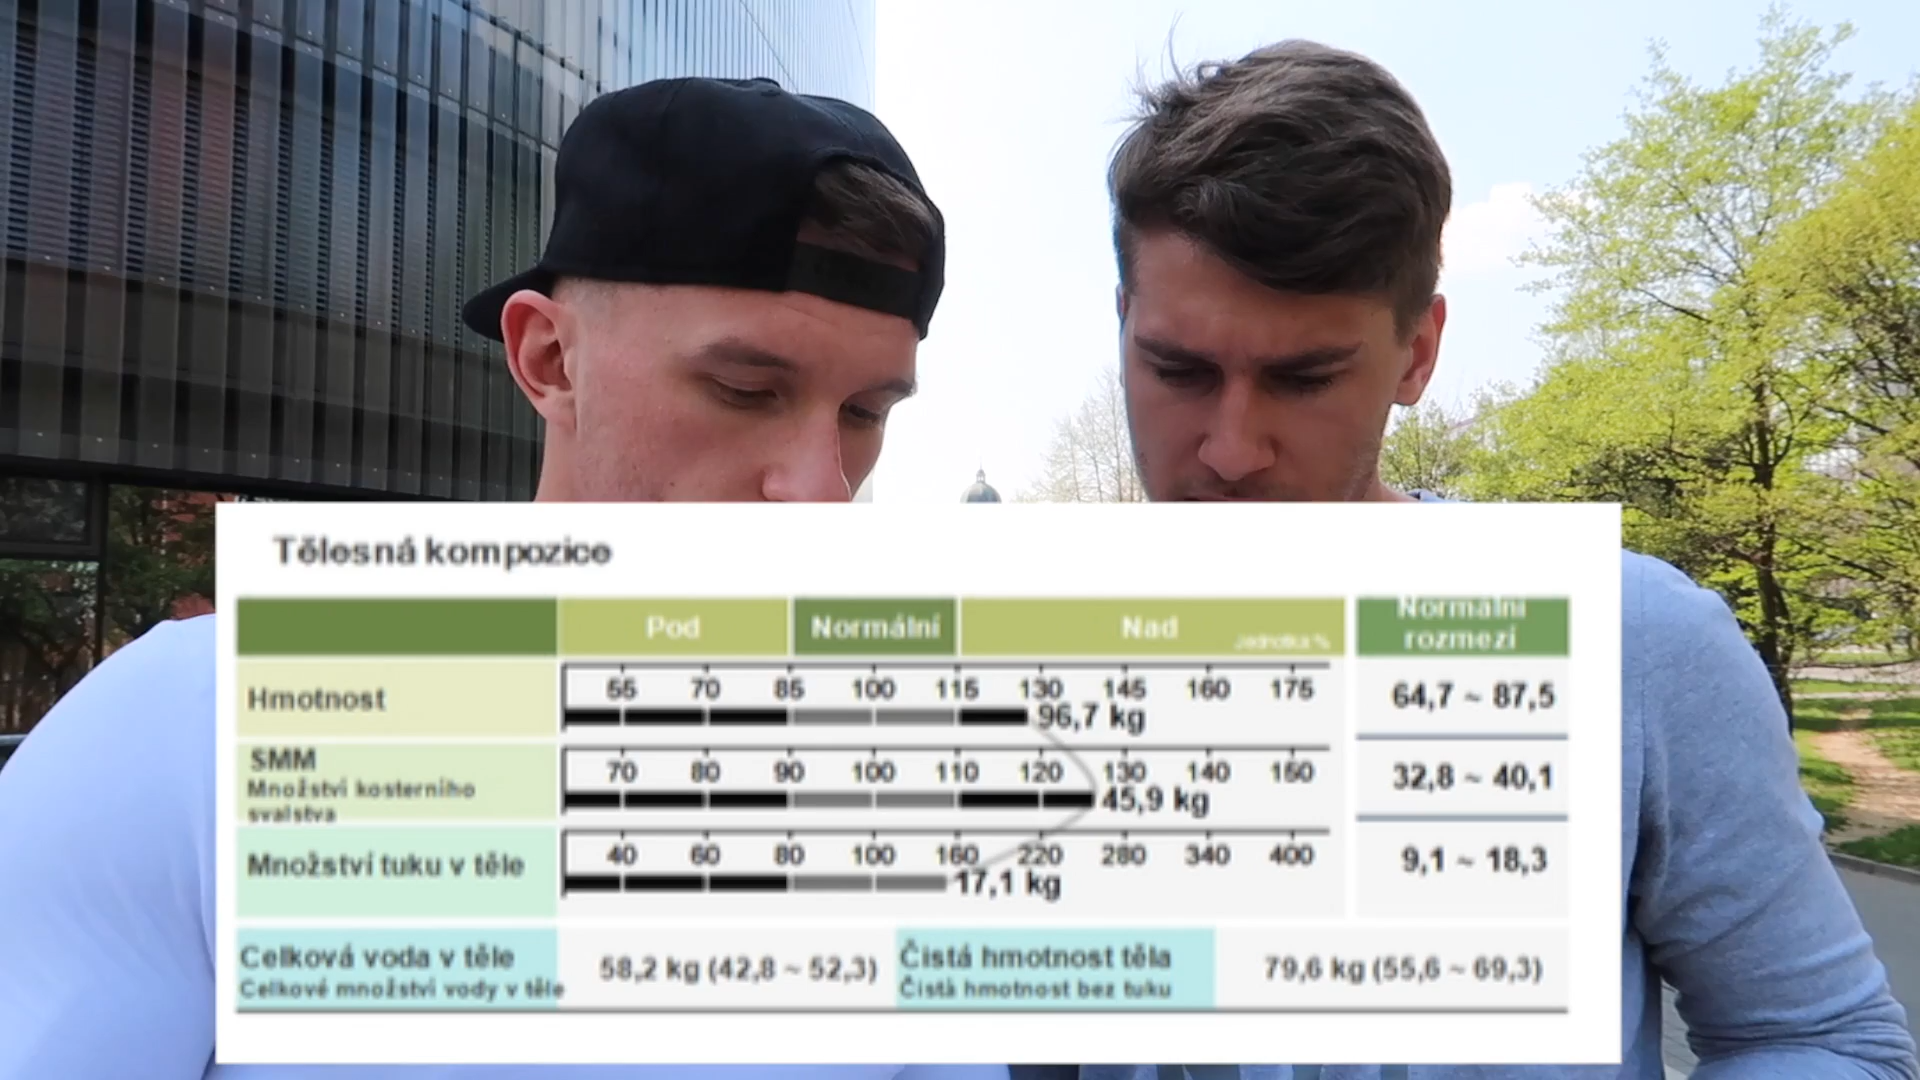 Tělesná kompozice
Pod Normální Nad Jednotka % Normální rozmezí
Hmotnost 55 70 85 100 115 130 145 160 175 64,7 ~ 87,5
96,7 kg
SMM 70 80 90 100 110 120 130 140 150 32,8 ~ 40,1
Množství kosterního svalstva 45,9 kg
Množství tuku v těle 40 60 80 100 160 220 280 340 400 9,1 ~ 18,3
17,1 kg
Celková voda v těle 58,2 kg (42,8 ~ 52,3) Čistá hmotnost těla 79,6 kg (55,6 ~ 69,3)
Celkové množství vody v těle Čistá hmotnost bez tuku